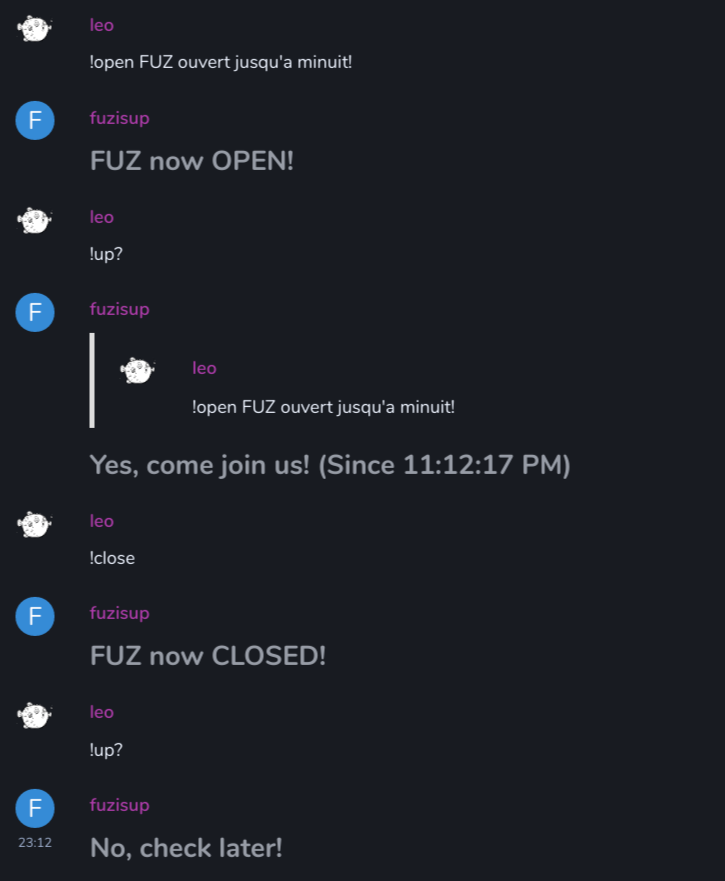 leo
!open FUZ ouvert jusqu'a minuit!
F
fuzisup
FUZ now OPEN!
leo
!up?
F
fuzisup
leo
!open FUZ ouvert jusqu'a minuit!
Yes, come join us! (Since 11:12:17 PM)
leo
!close
F
fuzisup
FUZ now CLOSED!
leo
!up?
F
fuzisup
23:12
No, check later!